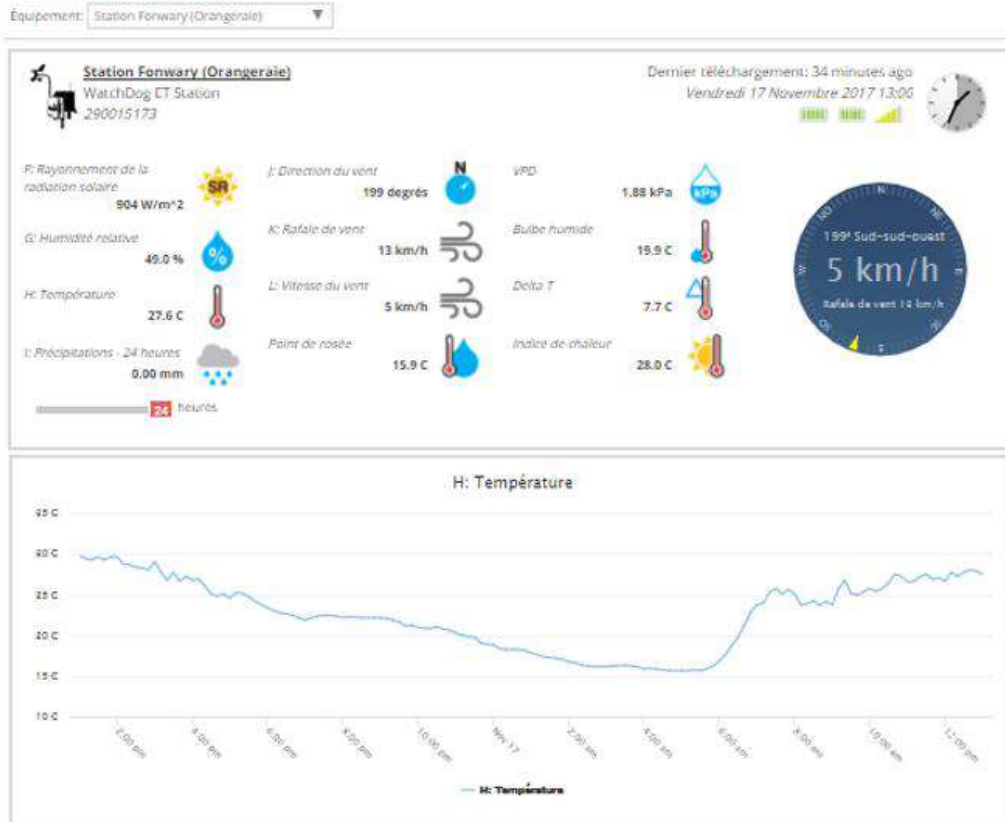 Équipement: Station Fonwary (Orangeraie)
Station Fonwary (Orangeraie)
WatchDog ET Station
290015173
Dernier téléchargement: 34 minutes ago
Vendredi 17 Novembre 2017 13:00
F: Rayonnement de la
radiation solaire
904 W/m^2
SR
G: Humidité relative
49.0 %
%
H: Température
27.6 C
I: Précipitations - 24 heures
0.00 mm
24 heures
J: Direction du vent
199 degrés
N
K: Rafale de vent
13 km/h
L: Vitesse du vent
5 km/h
Point de rosée
15.9 C
VPD
1.88 kPa
kPa
Bulbe humide
19.9 C
Delta T
7.7 C
Indice de chaleur
28.0 C
N
NO
NE
E
SE
S
SO
199º Sud-sud-ouest
5 km/h
Rafale de vent
km/h
H: Température
35 C
30 C
25 C
20 C
15 C
10 C
2:00 pm
4:00 pm
6:00 pm
8:00 pm
10:00 pm
Nov 17
2:00 am
4:00 am
6:00 am
8:00 am
10:00 am
12:00 pm
H: Température